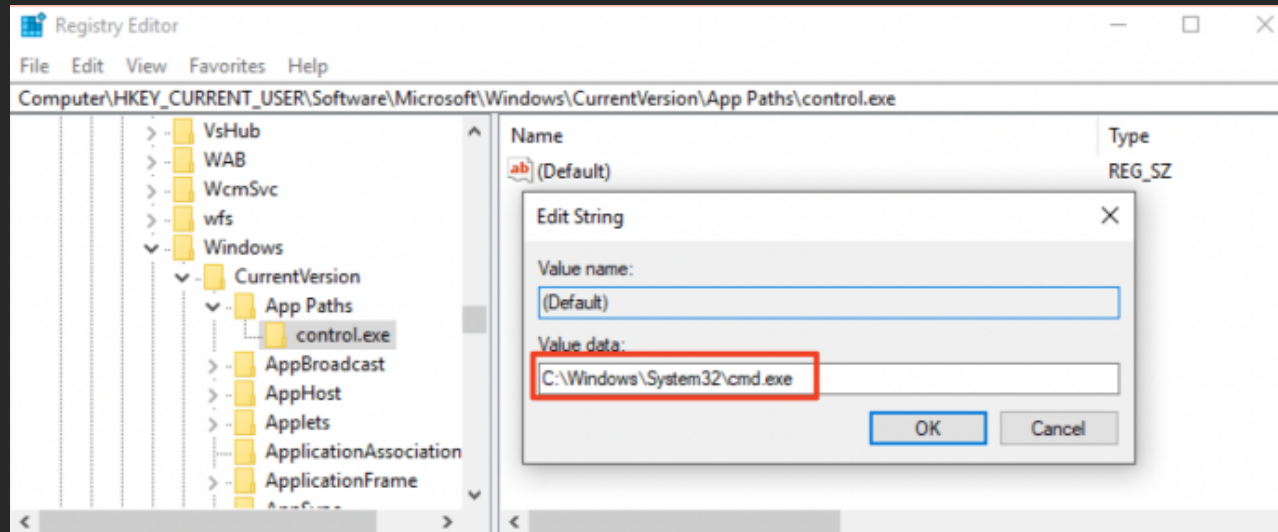 Registry Editor
File Edit View Favorites Help
Computer\HKEY_CURRENT_USER\Software\Microsoft\Windows\CurrentVersion\App Paths\control.exe
VsHub
WAB
WcmSvc
wfs
Windows
CurrentVersion
App Paths
control.exe
AppBroadcast
AppHost
Applets
ApplicationAssociation
ApplicationFrame
Name Type
ab (Default) REG_SZ
Edit String
Value name:
(Default)
Value data:
C:\Windows\System32\cmd.exe
OK Cancel